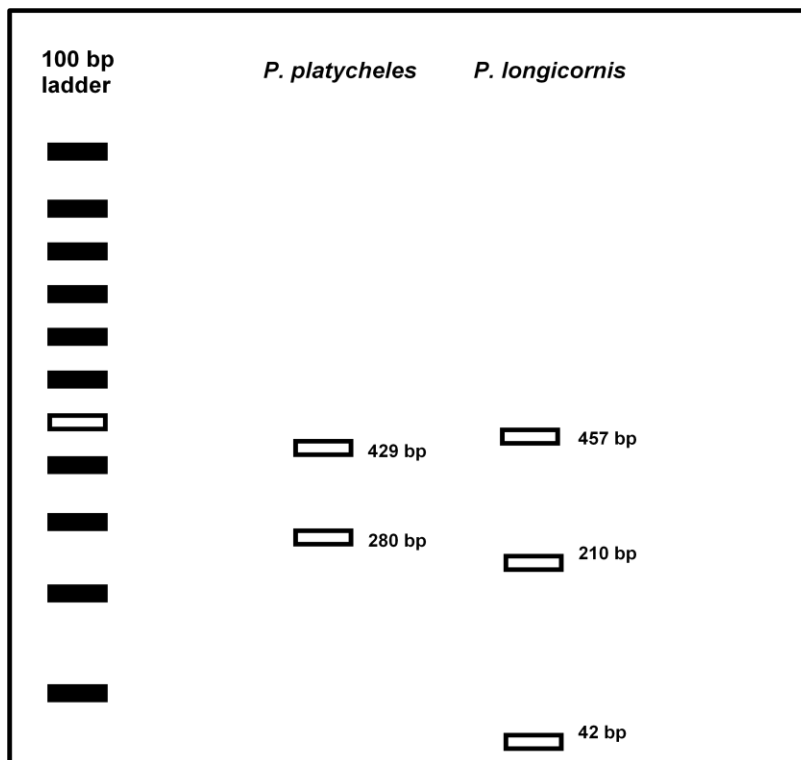 100 bp
ladder
P. platycheles
P. longicornis
429 bp
457 bp
280 bp
210 bp
42 bp